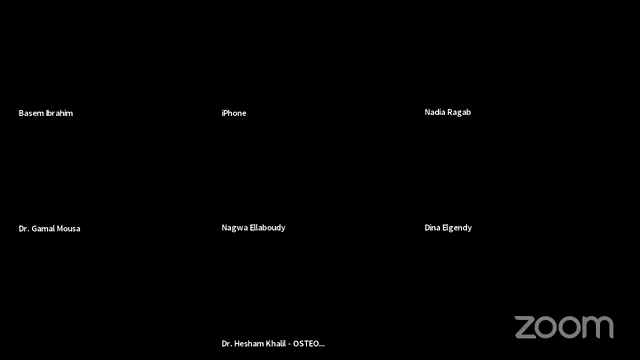 Basem Ibrahim
iPhone
Nadia Ragab
Dr. Gamal Mousa
Nagwa Ellaboudy
Dina Elgendy
zoom
Dr. Hesham Khalil - OSTEO...